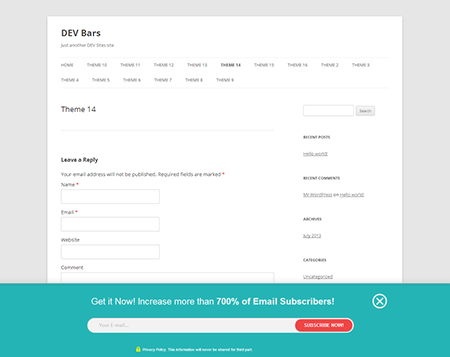 DEV Bars
Just another DEV Sites site
HOME THEME 10 THEME 11 THEME 12 THEME 13 THEME 14 THEME 15 THEME 16 THEME 2 THEME 3
THEME 4 THEME 5 THEME 6 THEME 7 THEME 8 THEME 9
Theme 14
Search
RECENT POSTS
Hello world!
Leave a Reply
Your email address will not be published. Required fields are marked *
Name *
RECENT COMMENTS
Mr WordPress on Hello world!
Email *
ARCHIVES
July 2013
Website
CATEGORIES
Comment
Uncategorized
Get it Now! Increase more than 700% of Email Subscribers!
Your E-mail...
SUBSCRIBE NOW!
Privacy Policy. This information will never be shared for third part.